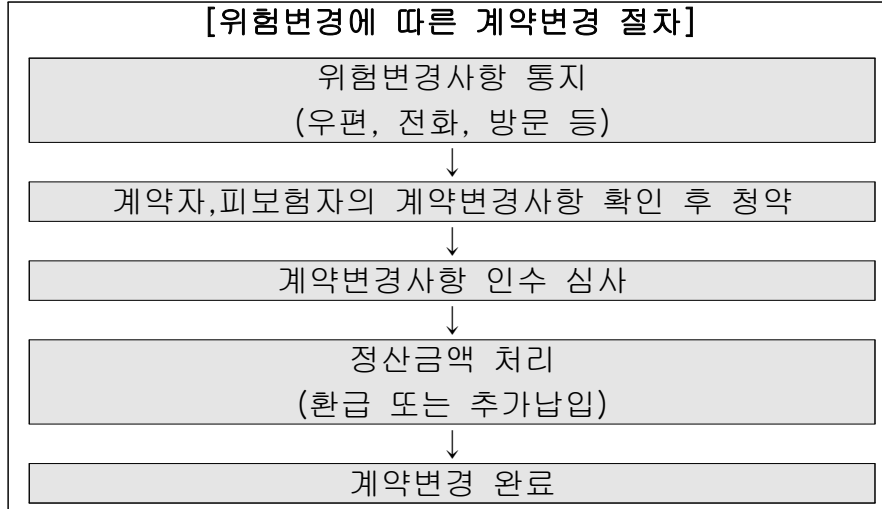 [위험변경에 따른 계약변경 절차]
위험변경사항 통지
(우편, 전화, 방문 등)
↓
계약자,피보험자의 계약변경사항 확인 후 청약
↓
계약변경사항 인수 심사
↓
정산금액 처리
(환급 또는 추가납입)
↓
계약변경 완료